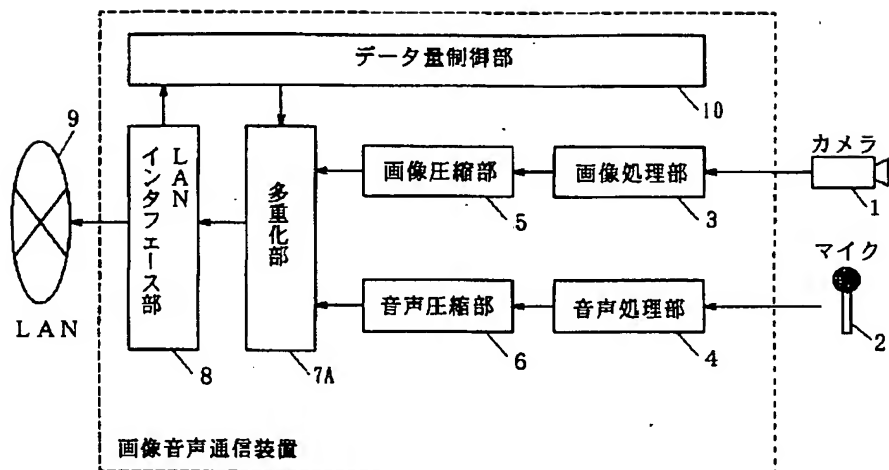 データ量制御部
10
9
LAN
インタフェース部
多重化部
画像圧縮部
画像処理部
カメラ
1
5
3
マイク
音声圧縮部
音声処理部
LAN
8
7A
6
4
2
画像音声通信装置